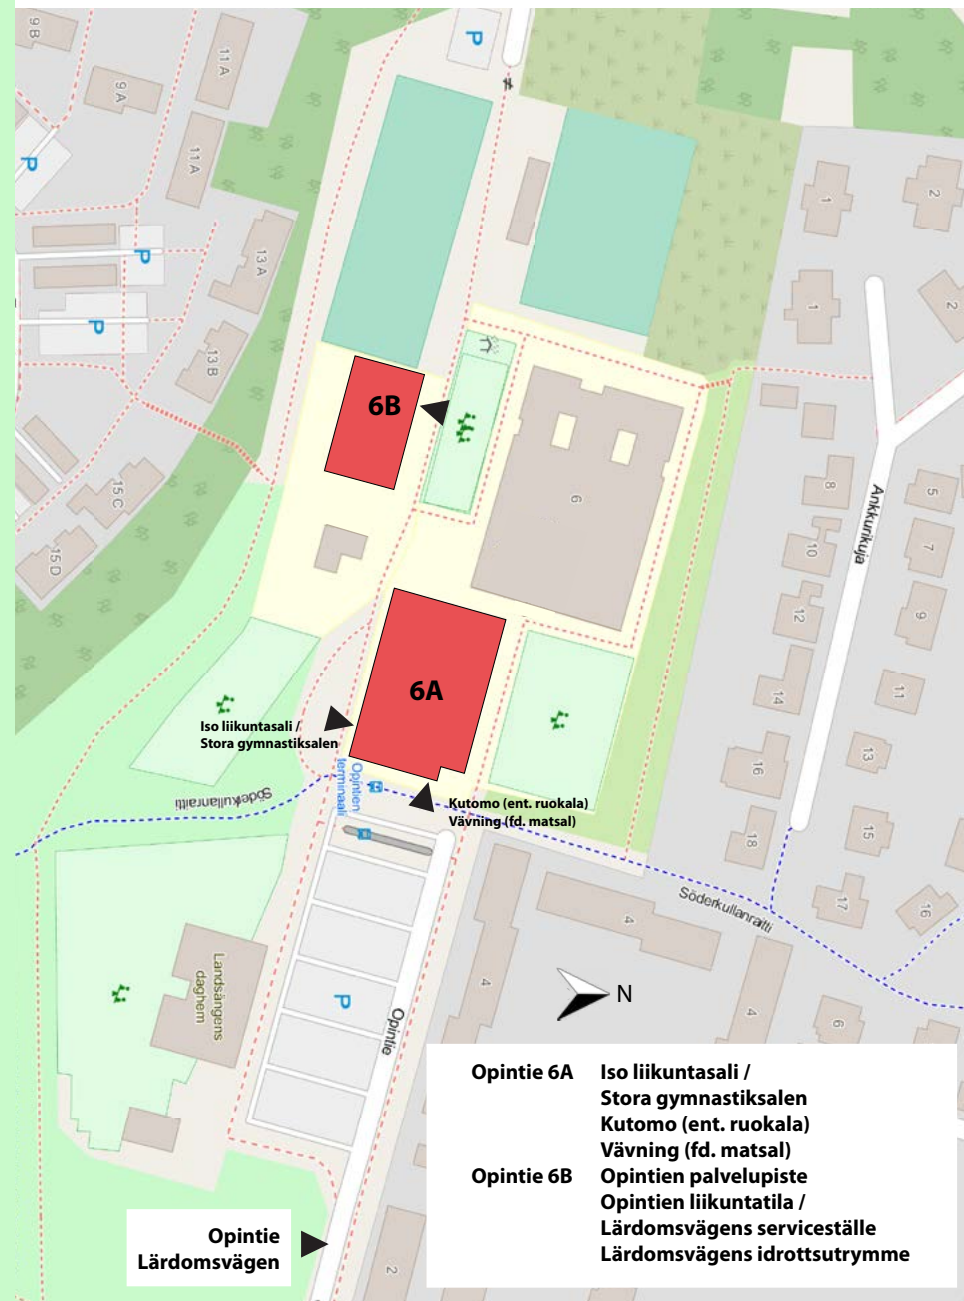 P
9 B
11 A
9 A
P
11 A
1
2
P
13 A
2
1
P
13 B
6B
6
8
5
Ankkurikuja
15 C
10
7
15 D
12
9
6A
14
11
Iso liikuntasali /
Stora gymnastiksalen
13
16
Opintien
terminaali
Söderkullanraitti
Kutomo (ent. ruokala)
Vävning (fd. matsal)
18
15
17
16
Söderkullanraitti
4
4
Landsängens
daghem
P
N
Opintie
4
6
Opintie 6A Iso liikuntasali /
Stora gymnastiksalen
Kutomo (ent. ruokala)
Vävning (fd. matsal)
Opintie 6B Opintien palvelupiste
Opintien liikuntatila /
Lärdomsvägens serviceställe
Lärdomsvägens idrottsutrymme
Opintie
Lärdomsvägen
2